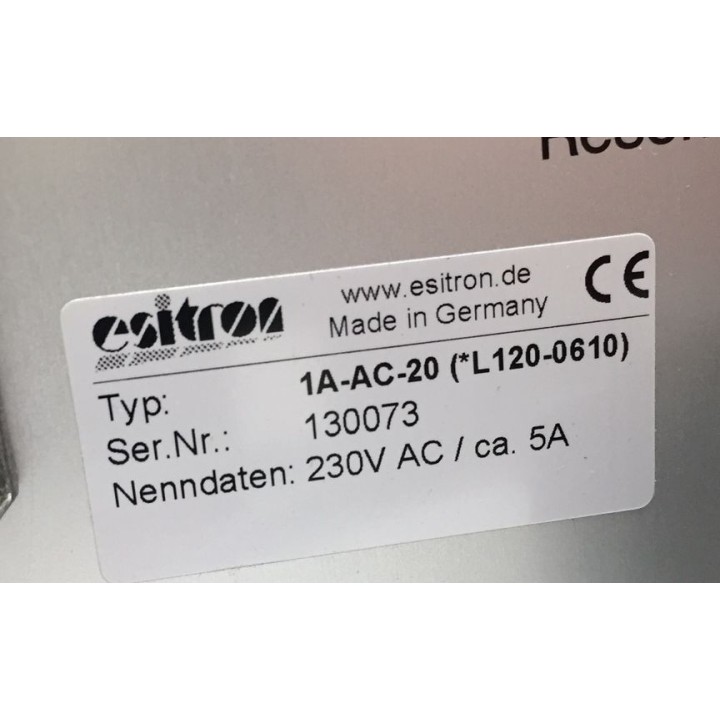 esitron
www.esitron.de
Made in Germany
CE
Typ: 1A-AC-20 (*L120-0610)
Ser.Nr.: 130073
Nenndaten: 230V AC / ca. 5A